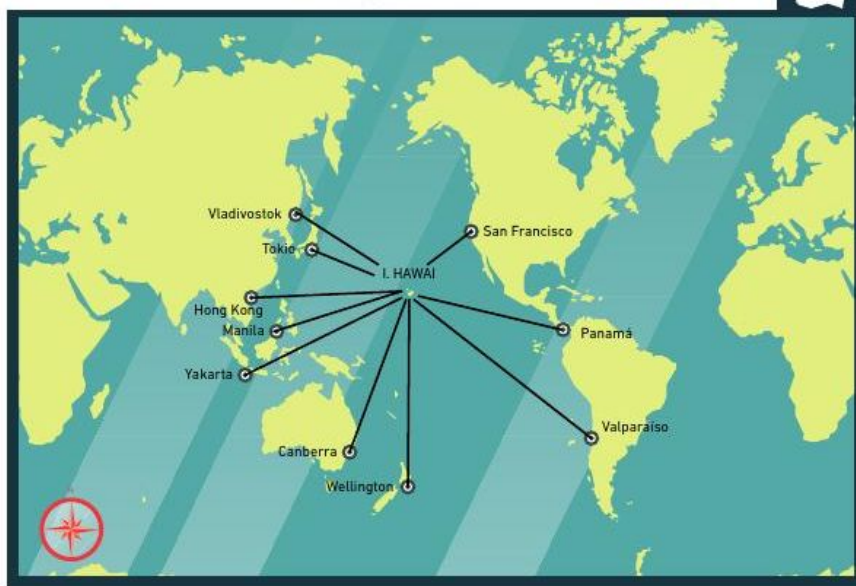 Vladivostok
San Francisco
Tokio
I. HAWAI
Hong Kong
Manila
Panamá
Yakarta
Valparaíso
Canberra
Wellington